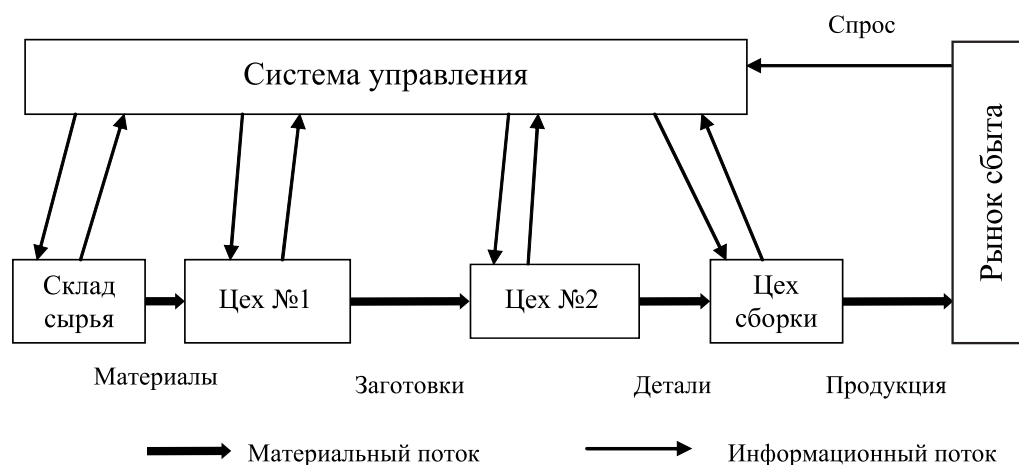 Спрос
Система управления
Рынок сбыта
Склад
сырья
Цех №1
Цех №2
Цех
сборки
Материалы
Заготовки
Детали
Продукция
Материальный поток
Информационный поток